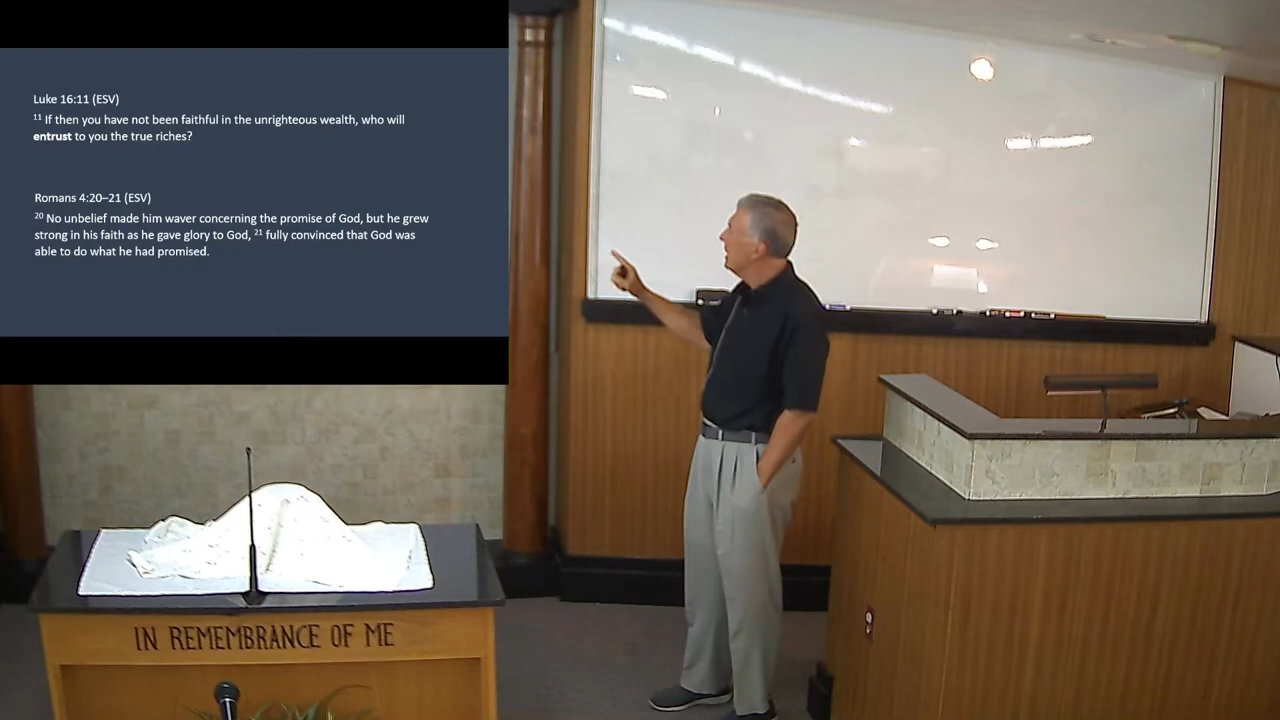 Luke 16:11 (ESV)
11 If then you have not been faithful in the unrighteous wealth, who will
entrust to you the true riches?
Romans 4:20–21 (ESV)
20 No unbelief made him waver concerning the promise of God, but he grew
strong in his faith as he gave glory to God, 21 fully convinced that God was
able to do what he had promised.
IN REMEMBRANCE OF ME